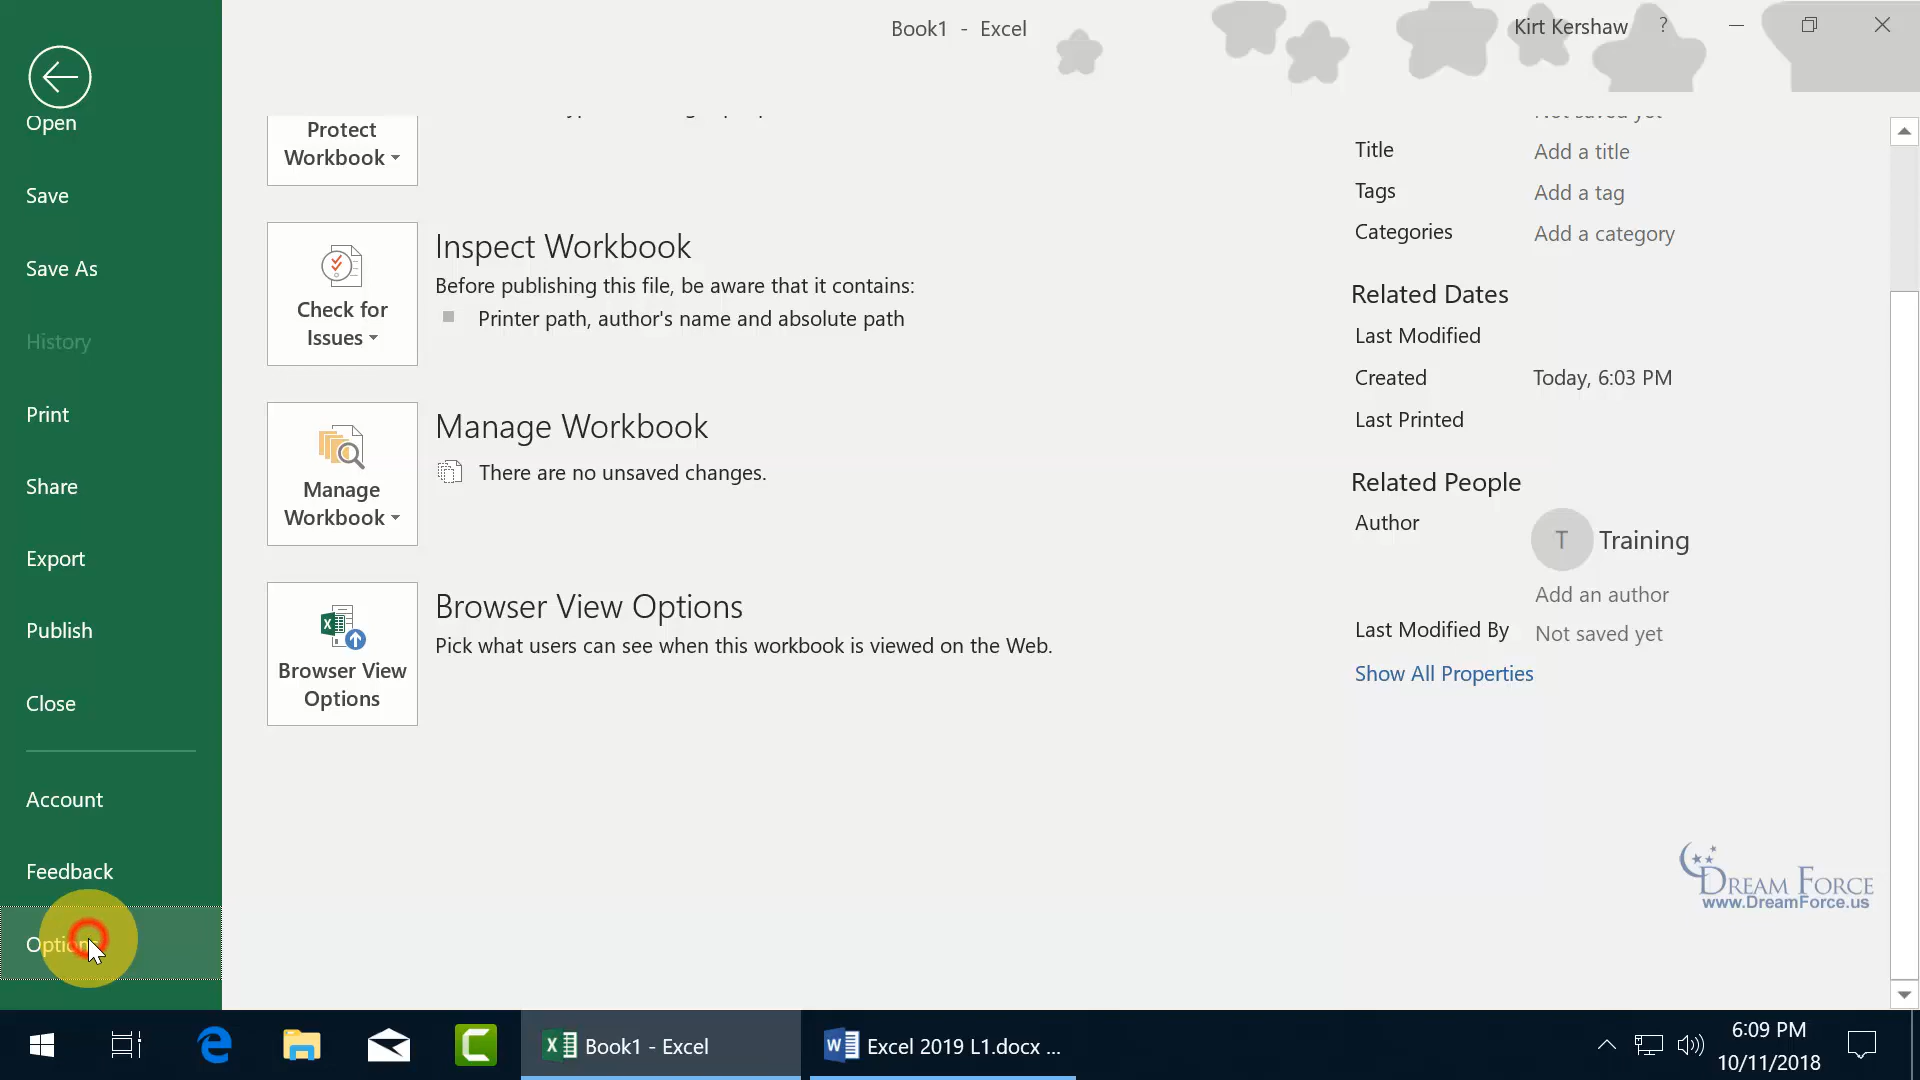 Book1 - Excel
Kirt Kershaw
?
Open
Save
Save As
History
Print
Share
Export
Publish
Close
Account
Feedback
Options
Protect
Workbook
Check for
Issues
Inspect Workbook
Before publishing this file, be aware that it contains:
Printer path, author's name and absolute path
Manage
Workbook
Manage Workbook
There are no unsaved changes.
Browser View
Options
Browser View Options
Pick what users can see when this workbook is viewed on the Web.
Not saved yet
Title Add a title
Tags Add a tag
Categories Add a category
Related Dates
Last Modified
Created Today, 6:03 PM
Last Printed
Related People
Author
T Training
Add an author
Last Modified By Not saved yet
Show All Properties
DREAM FORCE
www.DreamForce.us
Book1 - Excel
Excel 2019 L1.docx ...
6:09 PM
10/11/2018